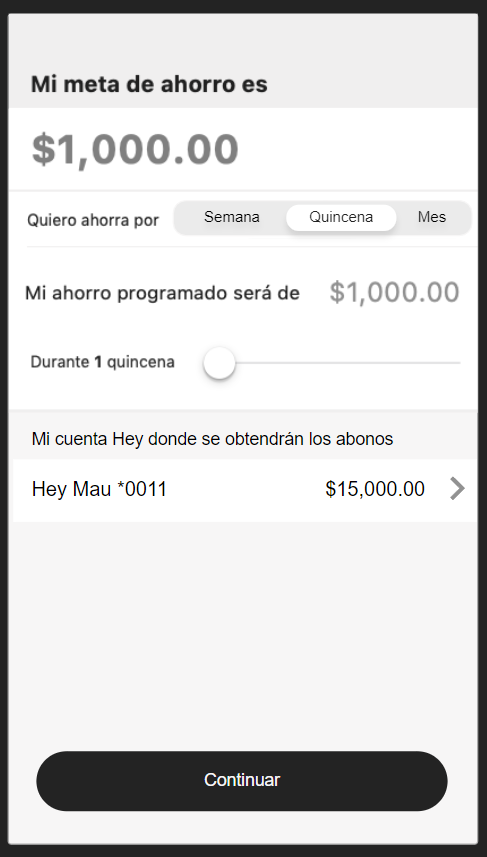 Mi meta de ahorro es
$1,000.00
Quiero ahorra por Semana Quincena Mes
Mi ahorro programado será de $1,000.00
Durante 1 quincena
Mi cuenta Hey donde se obtendrán los abonos
Hey Mau *0011 $15,000.00
Continuar